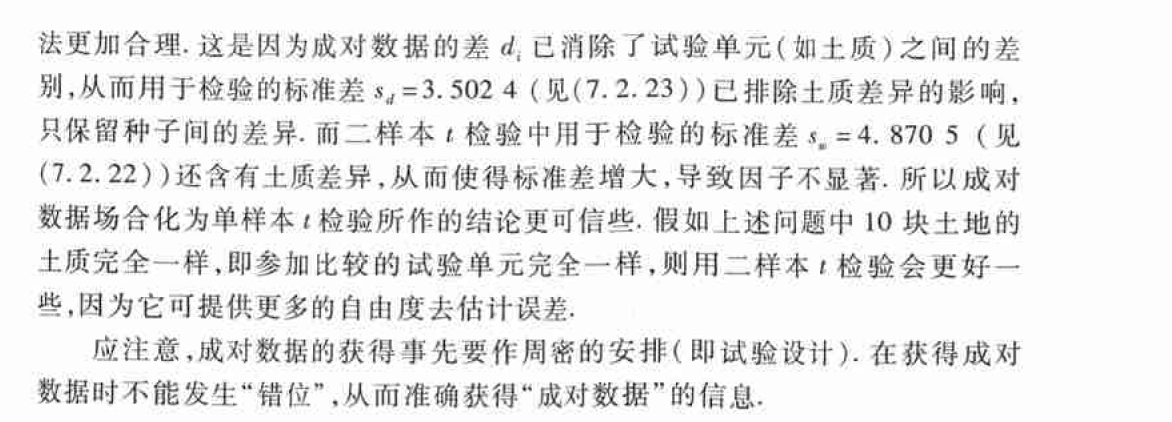 法更加合理. 这是因为成对数据的差 dᵢ 已消除了试验单元(如土质)之间的差
别,从而用于检验的标准差 s_d = 3.502 4 (见(7.2.23))已排除土质差异的影响,
只保留种子间的差异. 而二样本 t 检验中用于检验的标准差 s_w = 4.870 5 (见
(7.2.22))还含有土质差异,从而使得标准差增大,导致因子不显著. 所以成对
数据场合化为单样本 t 检验所作的结论更可信些. 假如上述问题中 10 块土地的
土质完全一样,即参加比较的试验单元完全一样,则用二样本 t 检验会更好一
些,因为它可提供更多的自由度去估计误差.
应注意,成对数据的获得事先要作周密的安排(即试验设计). 在获得成对
数据时不能发生“错位”,从而准确获得“成对数据”的信息.